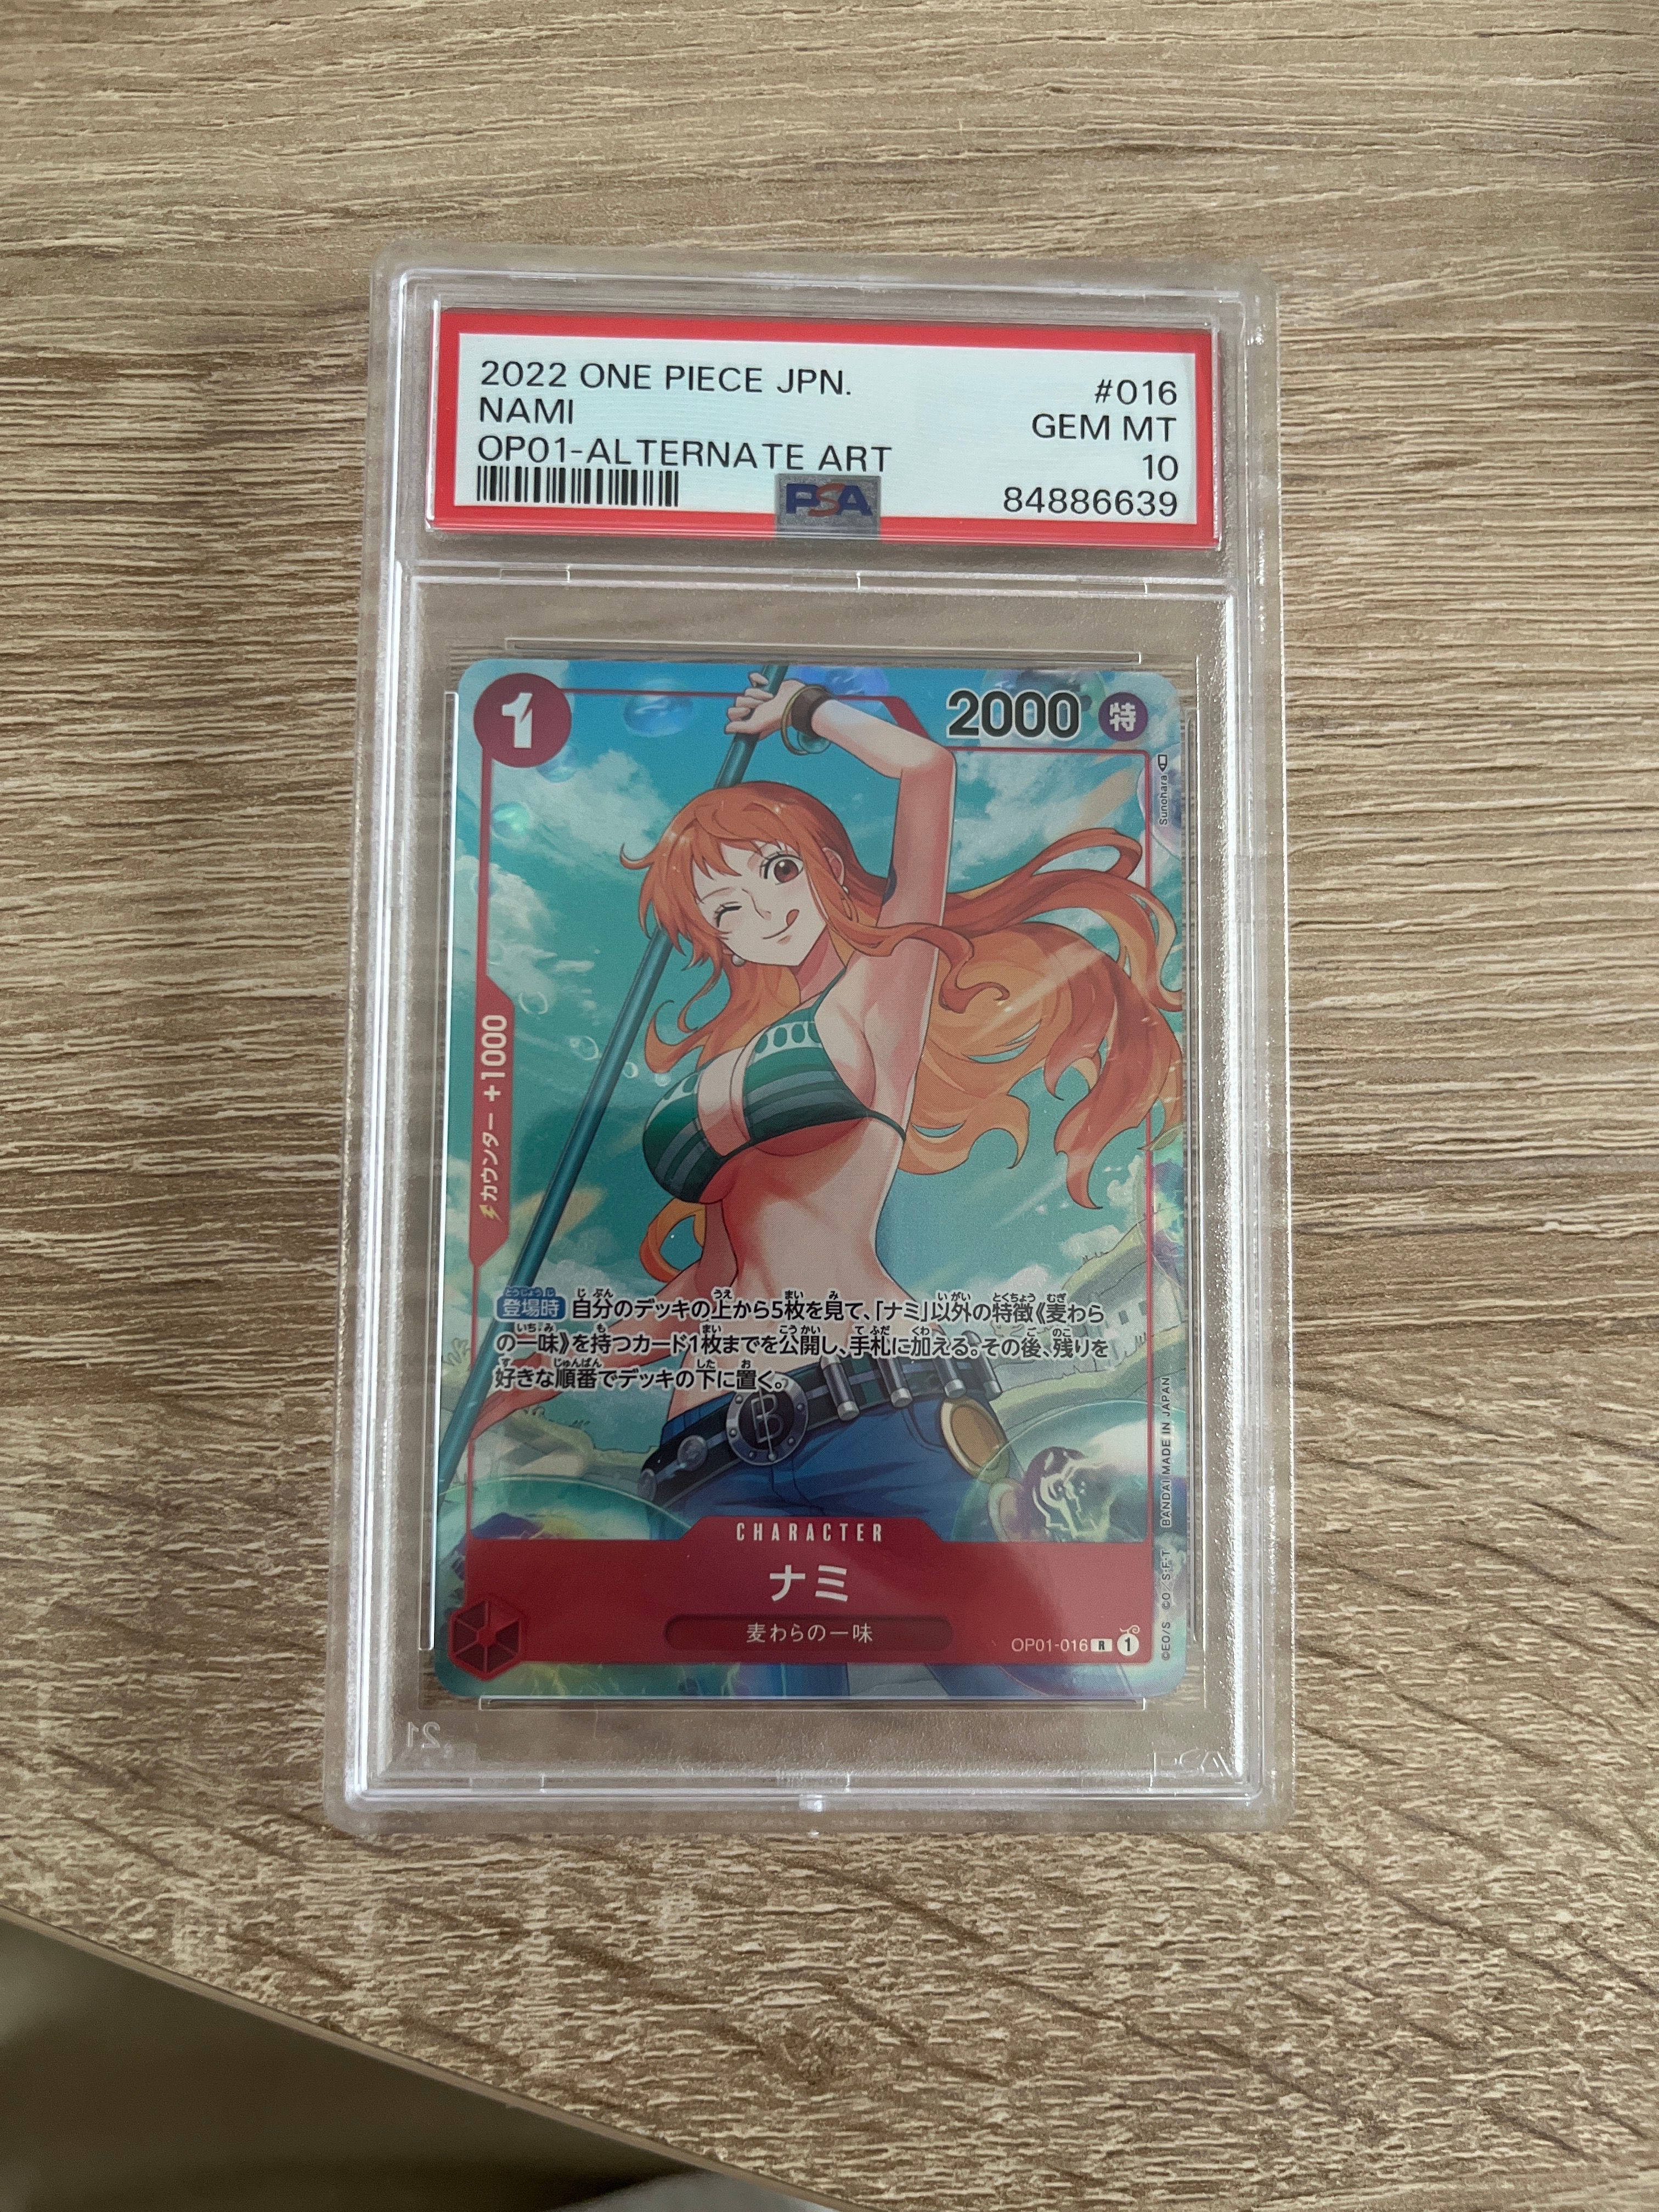 2022 ONE PIECE JPN. #016
NAMI GEM MT
OP01-ALTERNATE ART 10
PSA 84886639
1
2000 特
Sunohara
カウンター +1000
登場時 自分のデッキの上から5枚を見て、「ナミ」以外の特徴《麦わら
の一味》を持つカード1枚までを公開し、手札に加える。その後、残りを
好きな順番でデッキの下に置く。
B
CHARACTER
ナミ
麦わらの一味
OP01-016 R 1
©EO/S ©O/S・F・T BANDAI MADE IN JAPAN
21
PSA